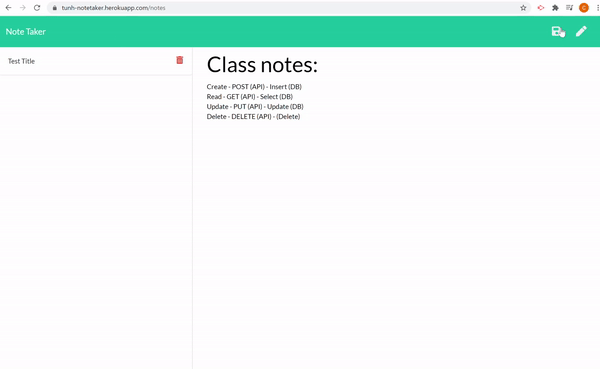 tunh-notetaker.herokuapp.com/notes
C
Note Taker
Test Title
Class notes:
Create - POST (API) - Insert (DB)
Read - GET (API) - Select (DB)
Update - PUT (API) - Update (DB)
Delete - DELETE (API) - (Delete)